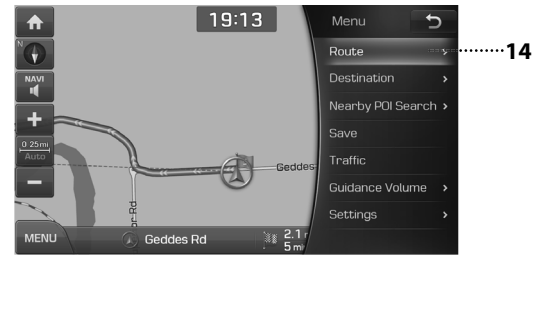 19:13
Menu
N
Route
14
Destination
NAVI
Nearby POI Search
Save
0.25mi
Auto
Traffic
Geddes
Guidance Volume
Settings
MENU
Geddes Rd
2.1
5